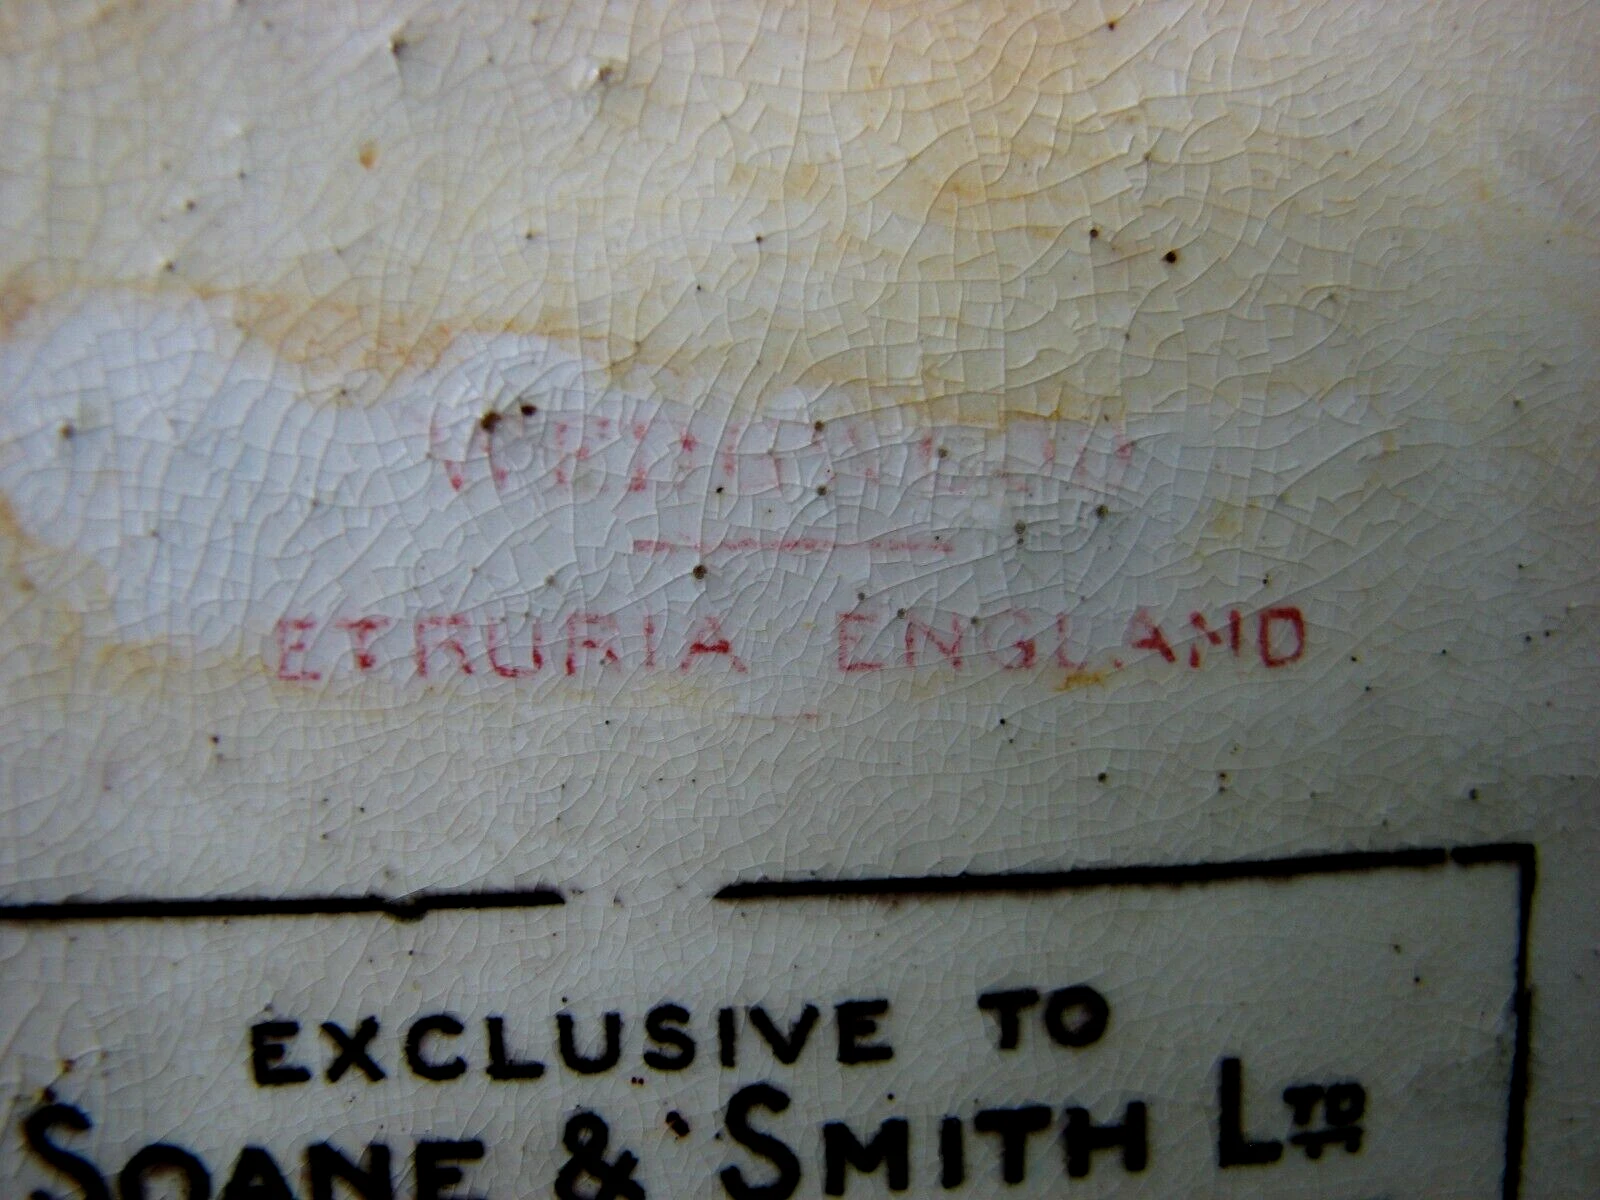 ETRURIA ENGLAND
EXCLUSIVE TO
SOANE & SMITH LTD